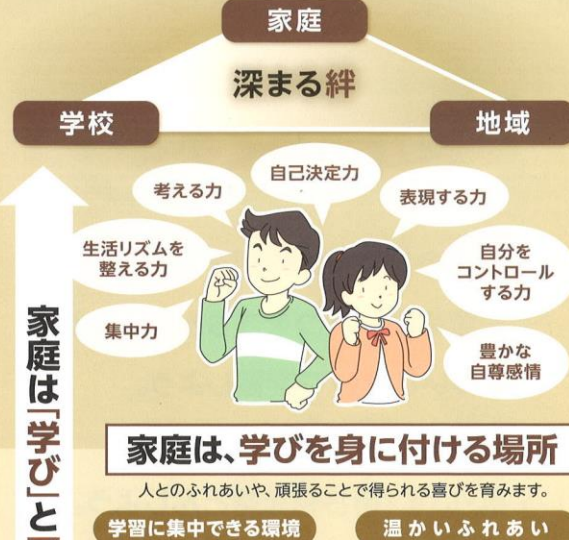 家庭
深まる絆
学校
地域
自己決定力
考える力
表現する力
生活リズムを
整える力
自分を
コントロール
する力
集中力
豊かな
自尊感情
家庭は「学び」と
家庭は、学びを身に付ける場所
人とのふれあいや、頑張ることで得られる喜びを育みます。
学習に集中できる環境
温かいふれあい